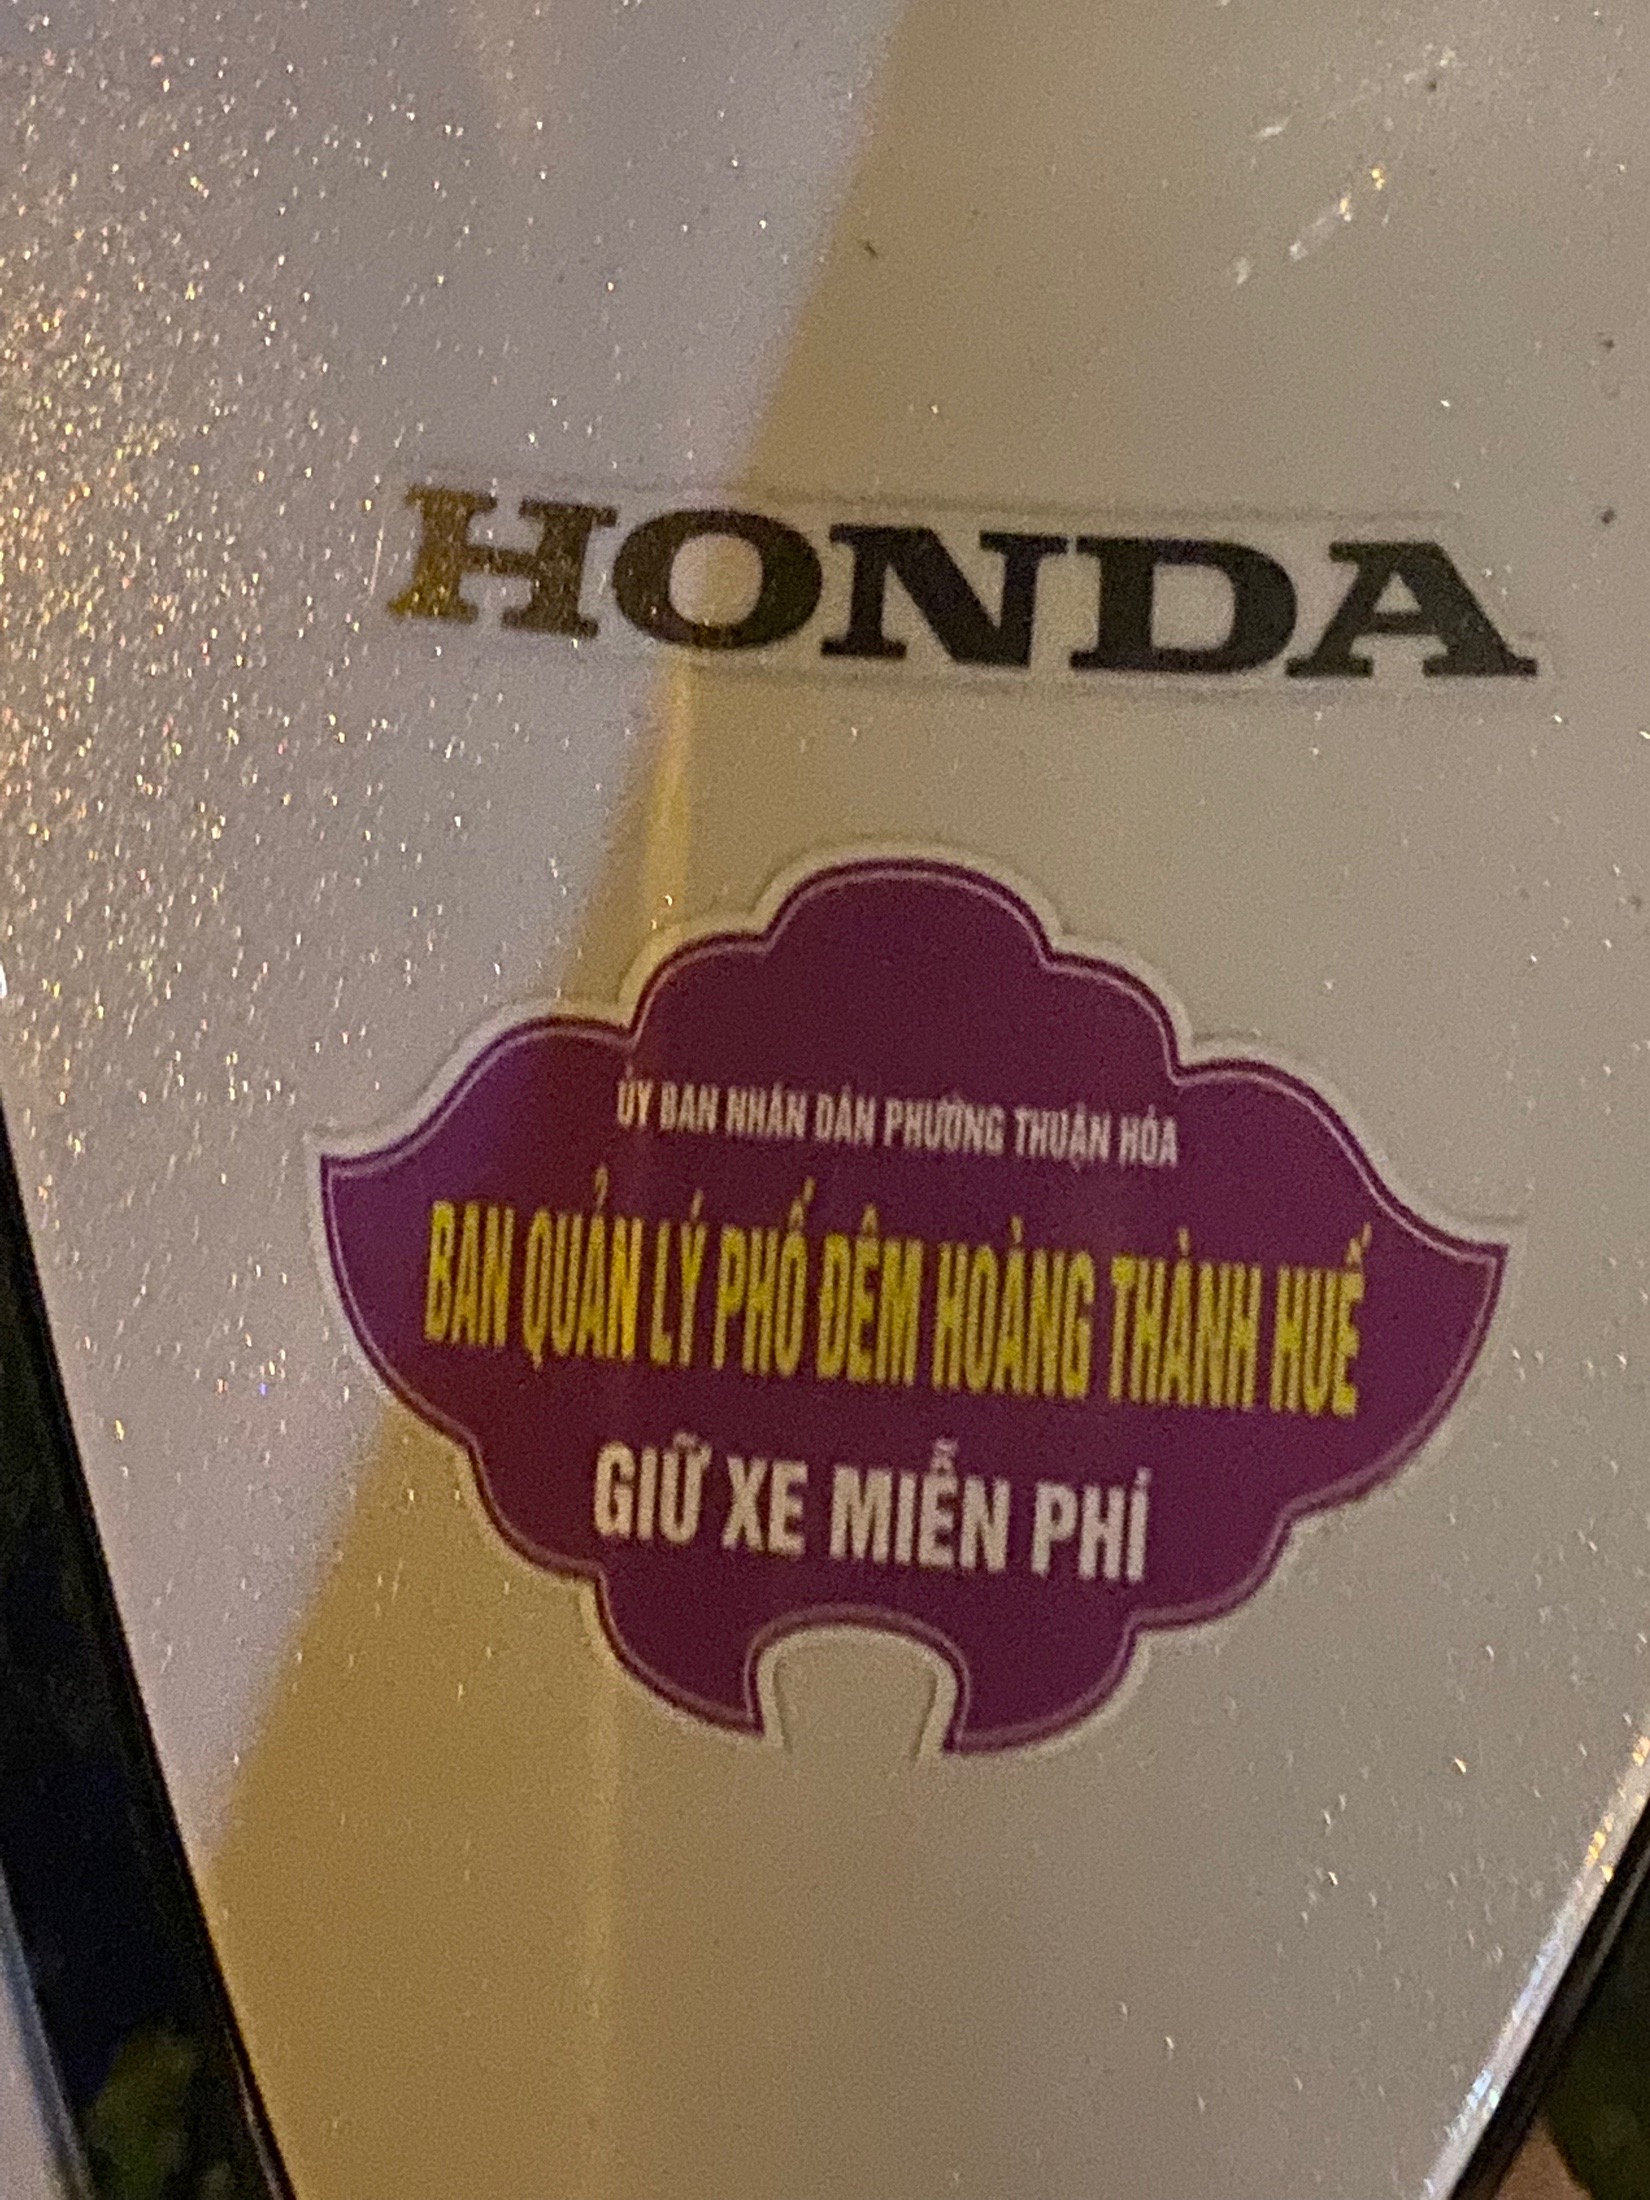 HONDA
ỦY BAN NHÂN DÂN PHƯỜNG THUẬN HÓA
BAN QUẢN LÝ PHỐ ĐÊM HOÀNG THÀNH HUẾ
GIỮ XE MIỄN PHÍ